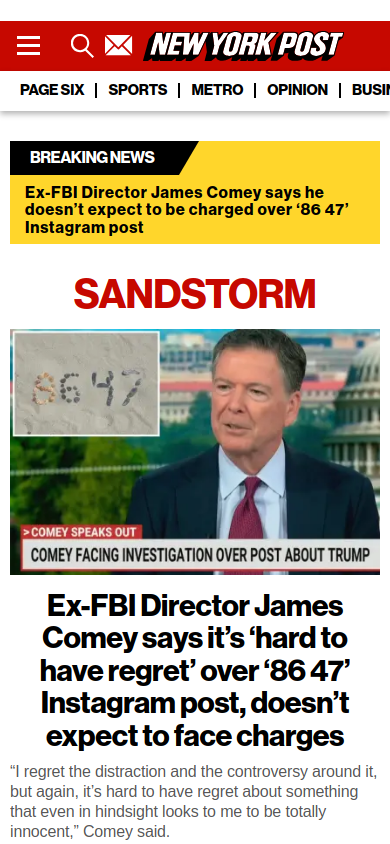 NEW YORK POST
PAGE SIX | SPORTS | METRO | OPINION | BUSI
BREAKING NEWS
Ex-FBI Director James Comey says he
doesn’t expect to be charged over ‘86 47’
Instagram post
SANDSTORM
8647
> COMEY SPEAKS OUT
COMEY FACING INVESTIGATION OVER POST ABOUT TRUMP
Ex-FBI Director James
Comey says it’s ‘hard to
have regret’ over ‘86 47’
Instagram post, doesn’t
expect to face charges
“I regret the distraction and the controversy around it,
but again, it’s hard to have regret about something
that even in hindsight looks to me to be totally
innocent,” Comey said.